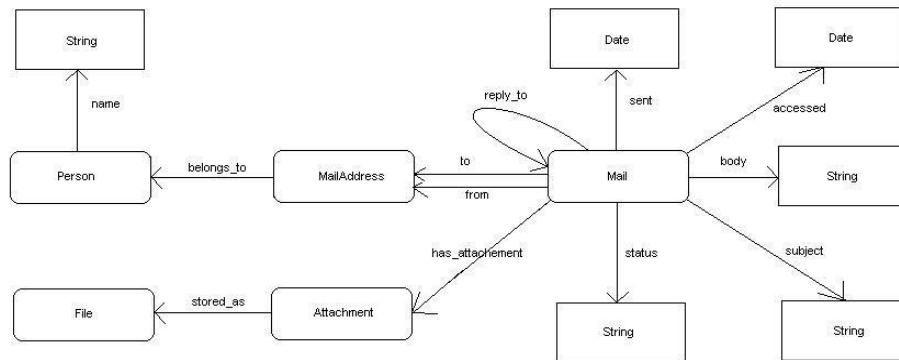 String
Date
Date
name
reply_to
sent
accessed
Person
belongs_to
MailAddress
to
from
Mail
body
String
has_attachement
status
subject
File
stored_as
Attachment
String
String